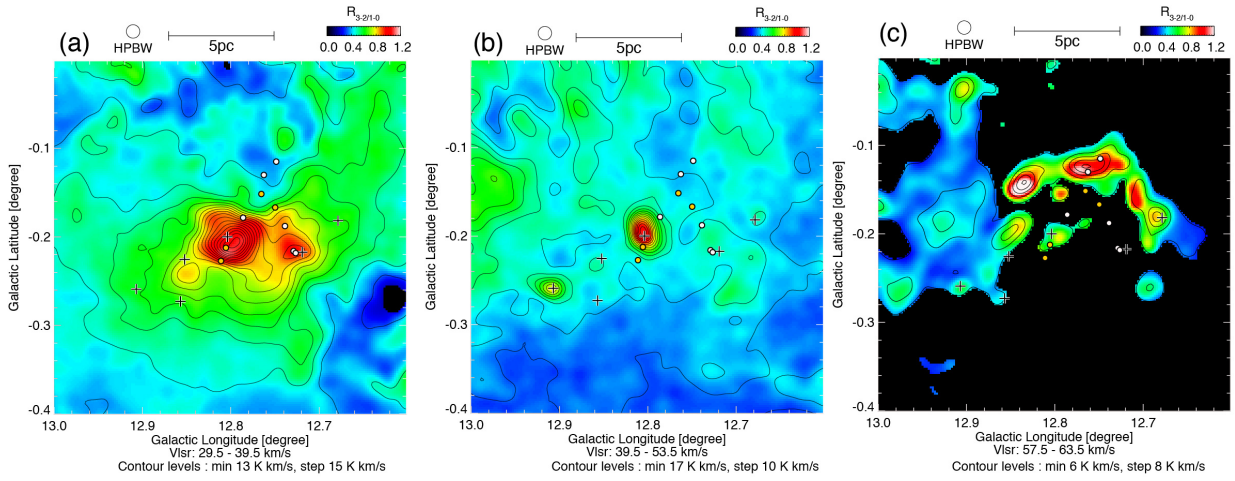 (a)
HPBW
5pc
R3-2/1-0
0.0 0.4 0.8 1.2
Galactic Latitude [degree]
-0.1
-0.2
-0.3
-0.4
13.0 12.9 12.8 12.7
Galactic Longitude [degree]
Vlsr: 29.5 - 39.5 km/s
Contour levels : min 13 K km/s, step 15 K km/s
(b)
HPBW
5pc
R3-2/1-0
0.0 0.4 0.8 1.2
Galactic Latitude [degree]
-0.1
-0.2
-0.3
-0.4
13.0 12.9 12.8 12.7
Galactic Longitude [degree]
Vlsr: 39.5 - 53.5 km/s
Contour levels : min 17 K km/s, step 10 K km/s
(c)
HPBW
5pc
R3-2/1-0
0.0 0.4 0.8 1.2
Galactic Latitude [degree]
-0.1
-0.2
-0.3
-0.4
13.0 12.9 12.8 12.7
Galactic Longitude [degree]
Vlsr: 57.5 - 63.5 km/s
Contour levels : min 6 K km/s, step 8 K km/s